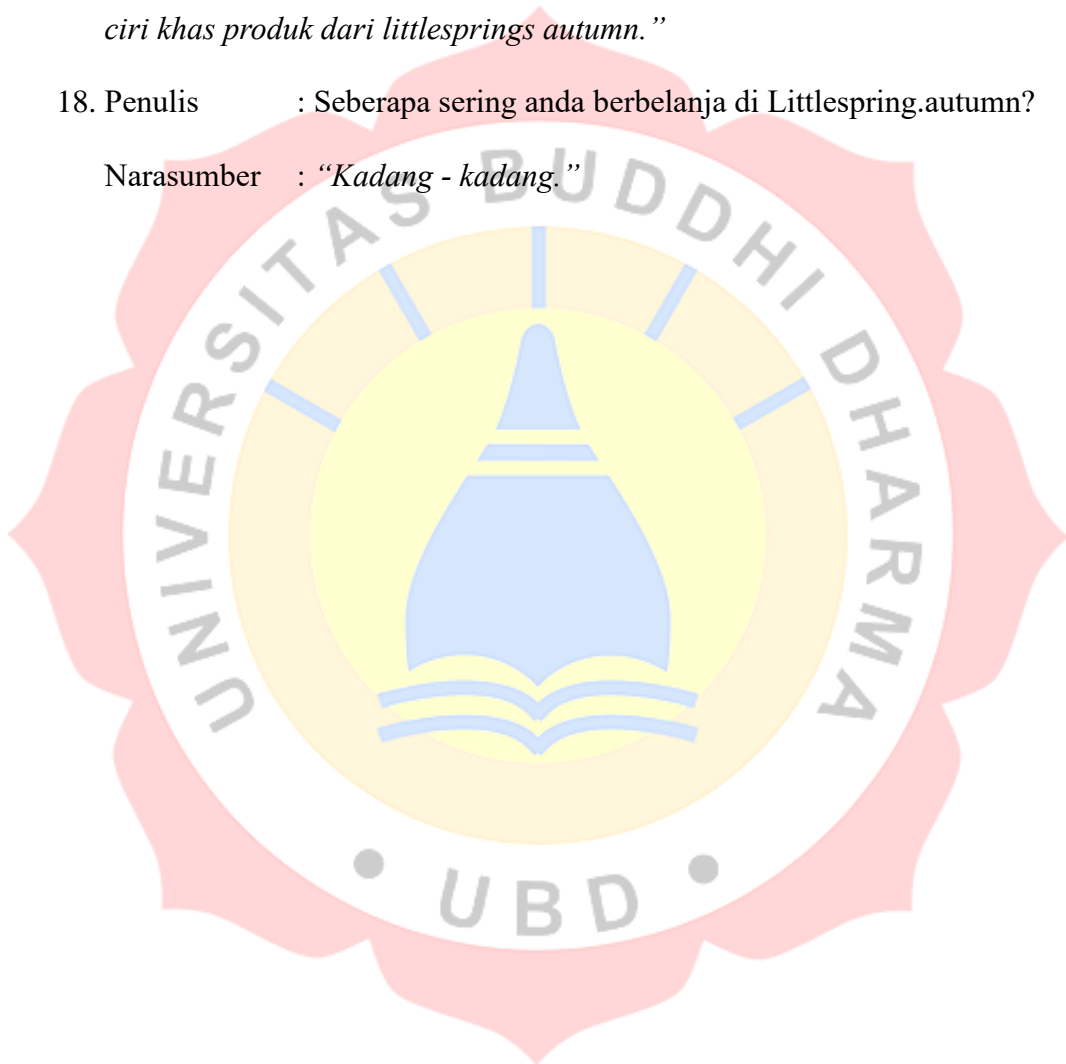 ciri khas produk dari littlesprings autumn.”
18. Penulis : Seberapa sering anda berbelanja di Littlespring.autumn?
Narasumber : “Kadang - kadang.”
UNIVERSITAS BUDDHI DHARMA
• UBD •